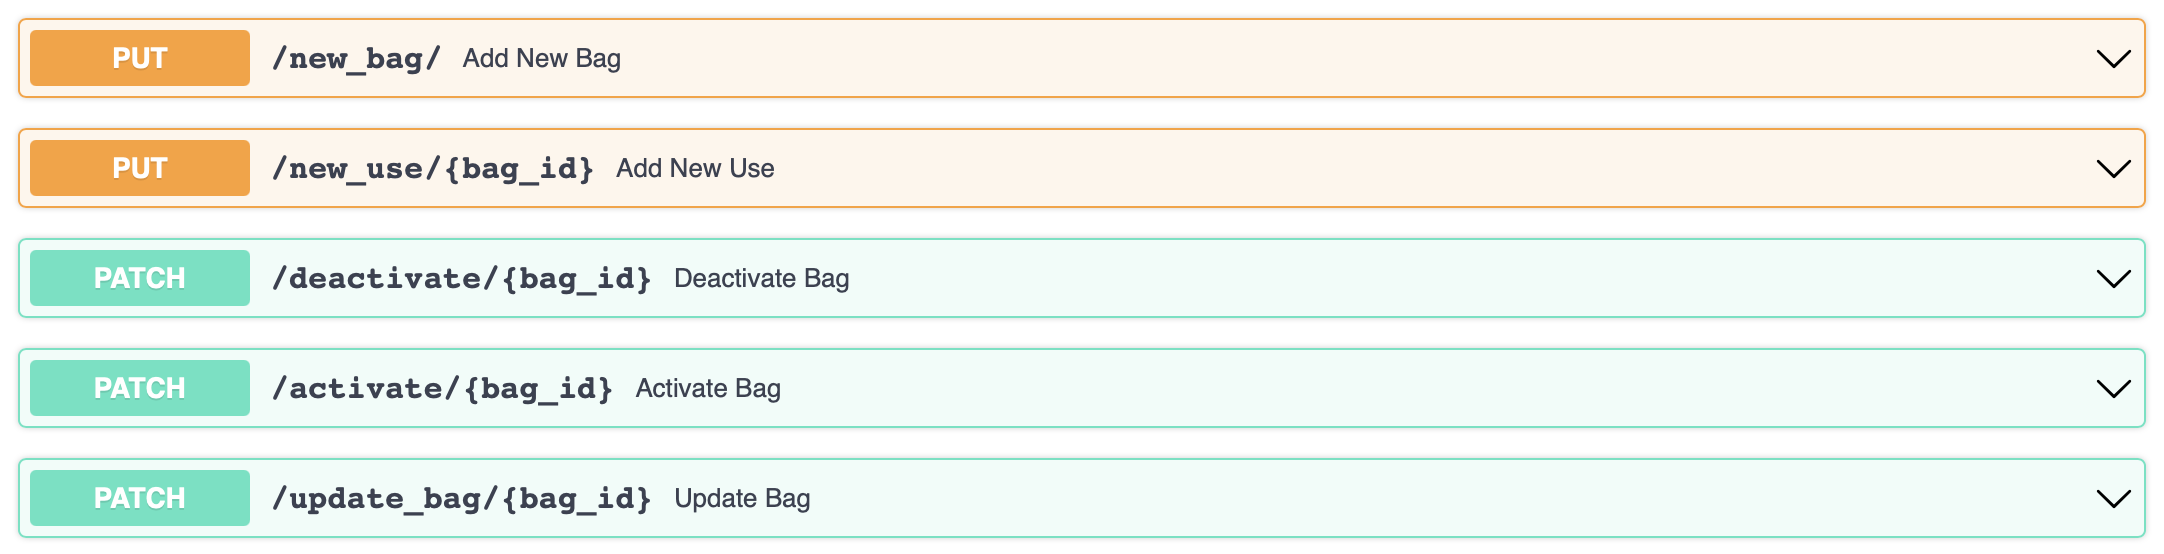 PUT /new_bag/ Add New Bag
PUT /new_use/{bag_id} Add New Use
PATCH /deactivate/{bag_id} Deactivate Bag
PATCH /activate/{bag_id} Activate Bag
PATCH /update_bag/{bag_id} Update Bag